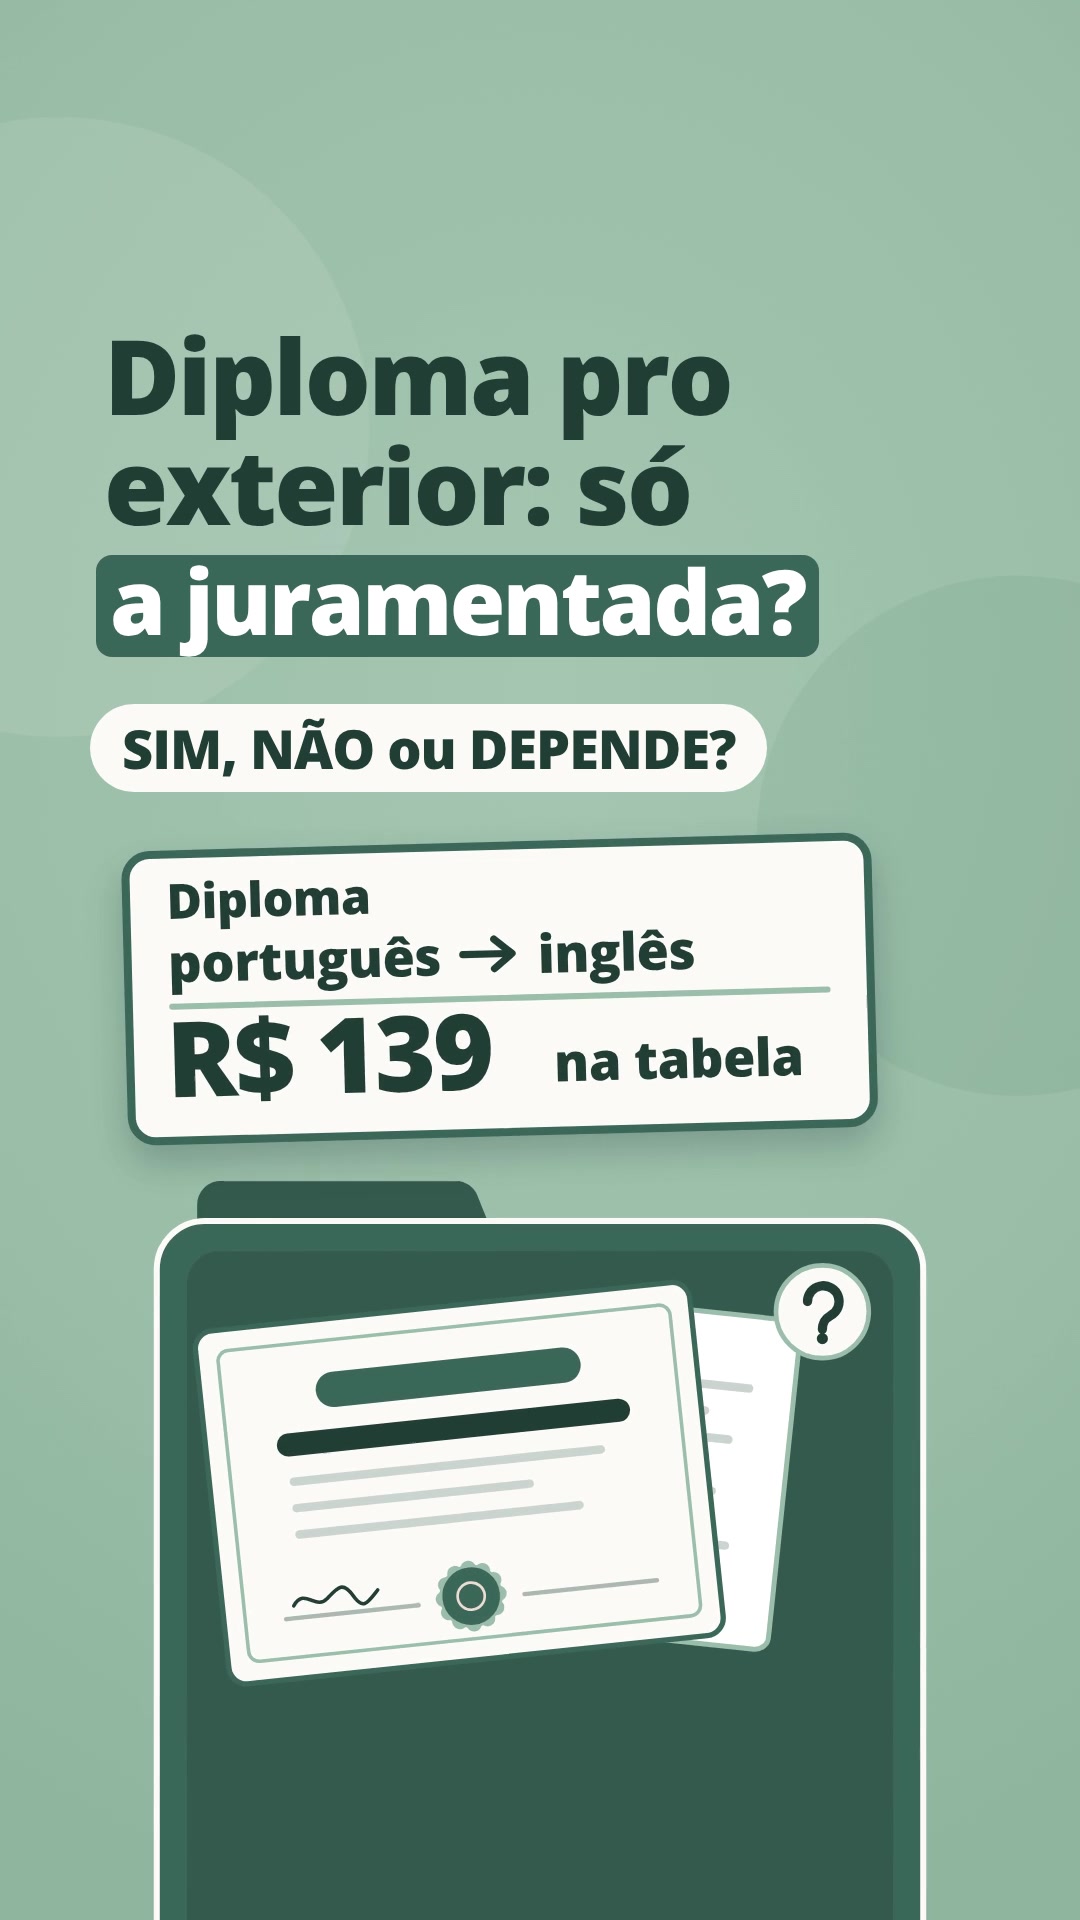 Diploma pro
exterior: só
a juramentada?
SIM, NÃO ou DEPENDE?
Diploma
português → inglês
R$ 139 na tabela
?